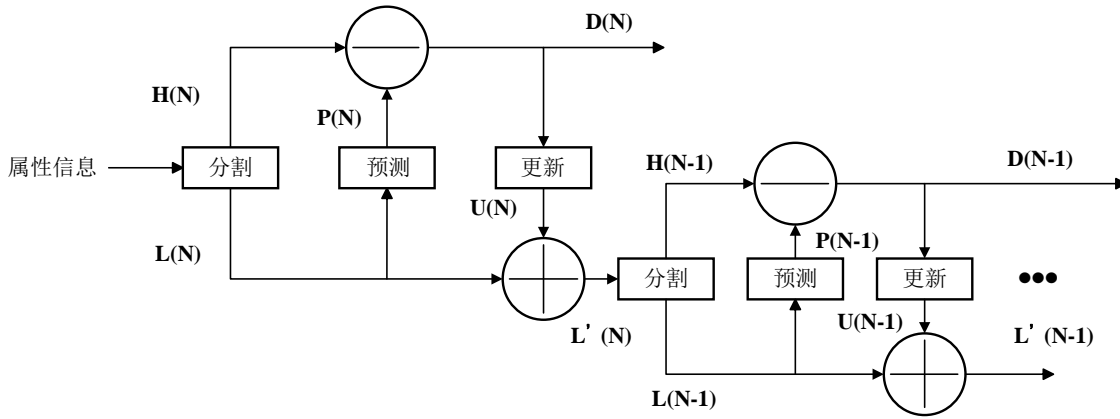 D(N)
H(N)
P(N)
属性信息
分割
预测
更新
H(N-1)
D(N-1)
U(N)
L(N)
P(N-1)
分割
预测
更新
•••
L' (N)
U(N-1)
L' (N-1)
L(N-1)